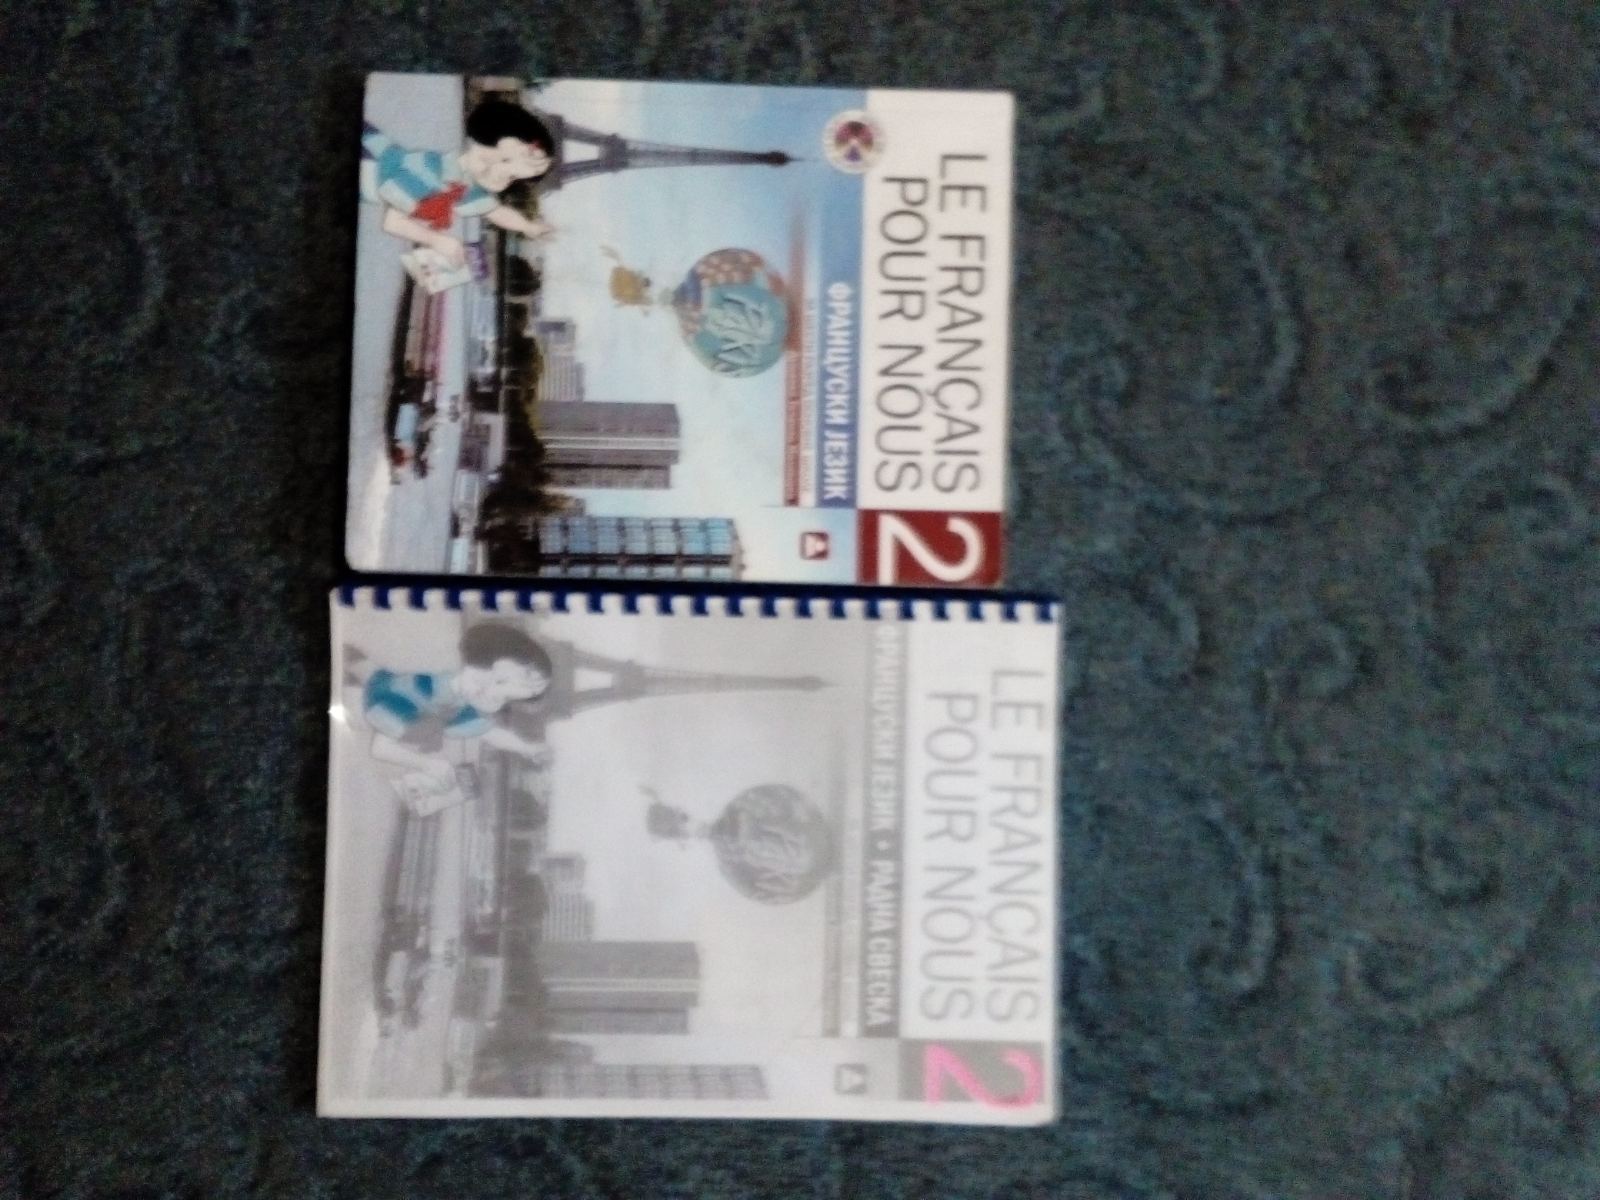 LE FRANÇAIS
POUR NOUS
2
ФРАНЦУСКИ ЈЕЗИК
LE FRANÇAIS
POUR NOUS
2
ФРАНЦУСКИ ЈЕЗИК • РАДНА СВЕСКА